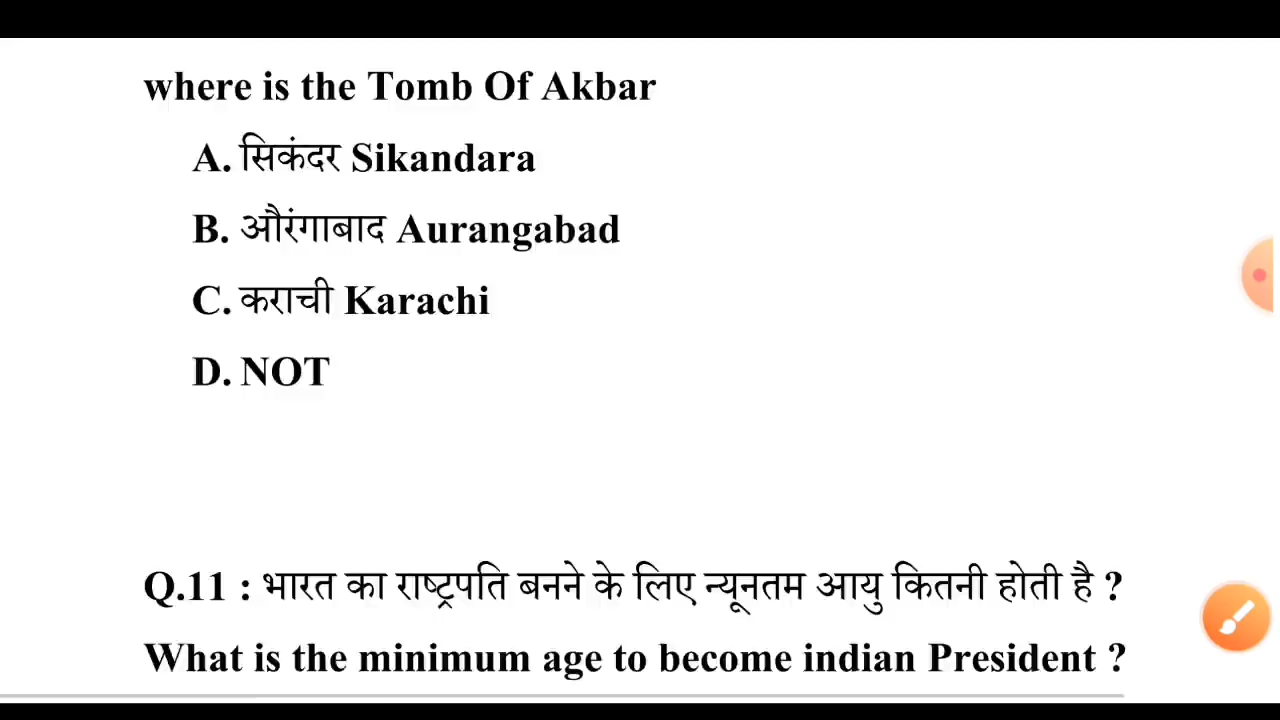 where is the Tomb Of Akbar
A. सिकंदर Sikandara
B. औरंगाबाद Aurangabad
C. कराची Karachi
D. NOT
Q.11 : भारत का राष्ट्रपति बनने के लिए न्यूनतम आयु कितनी होती है ?
What is the minimum age to become indian President ?